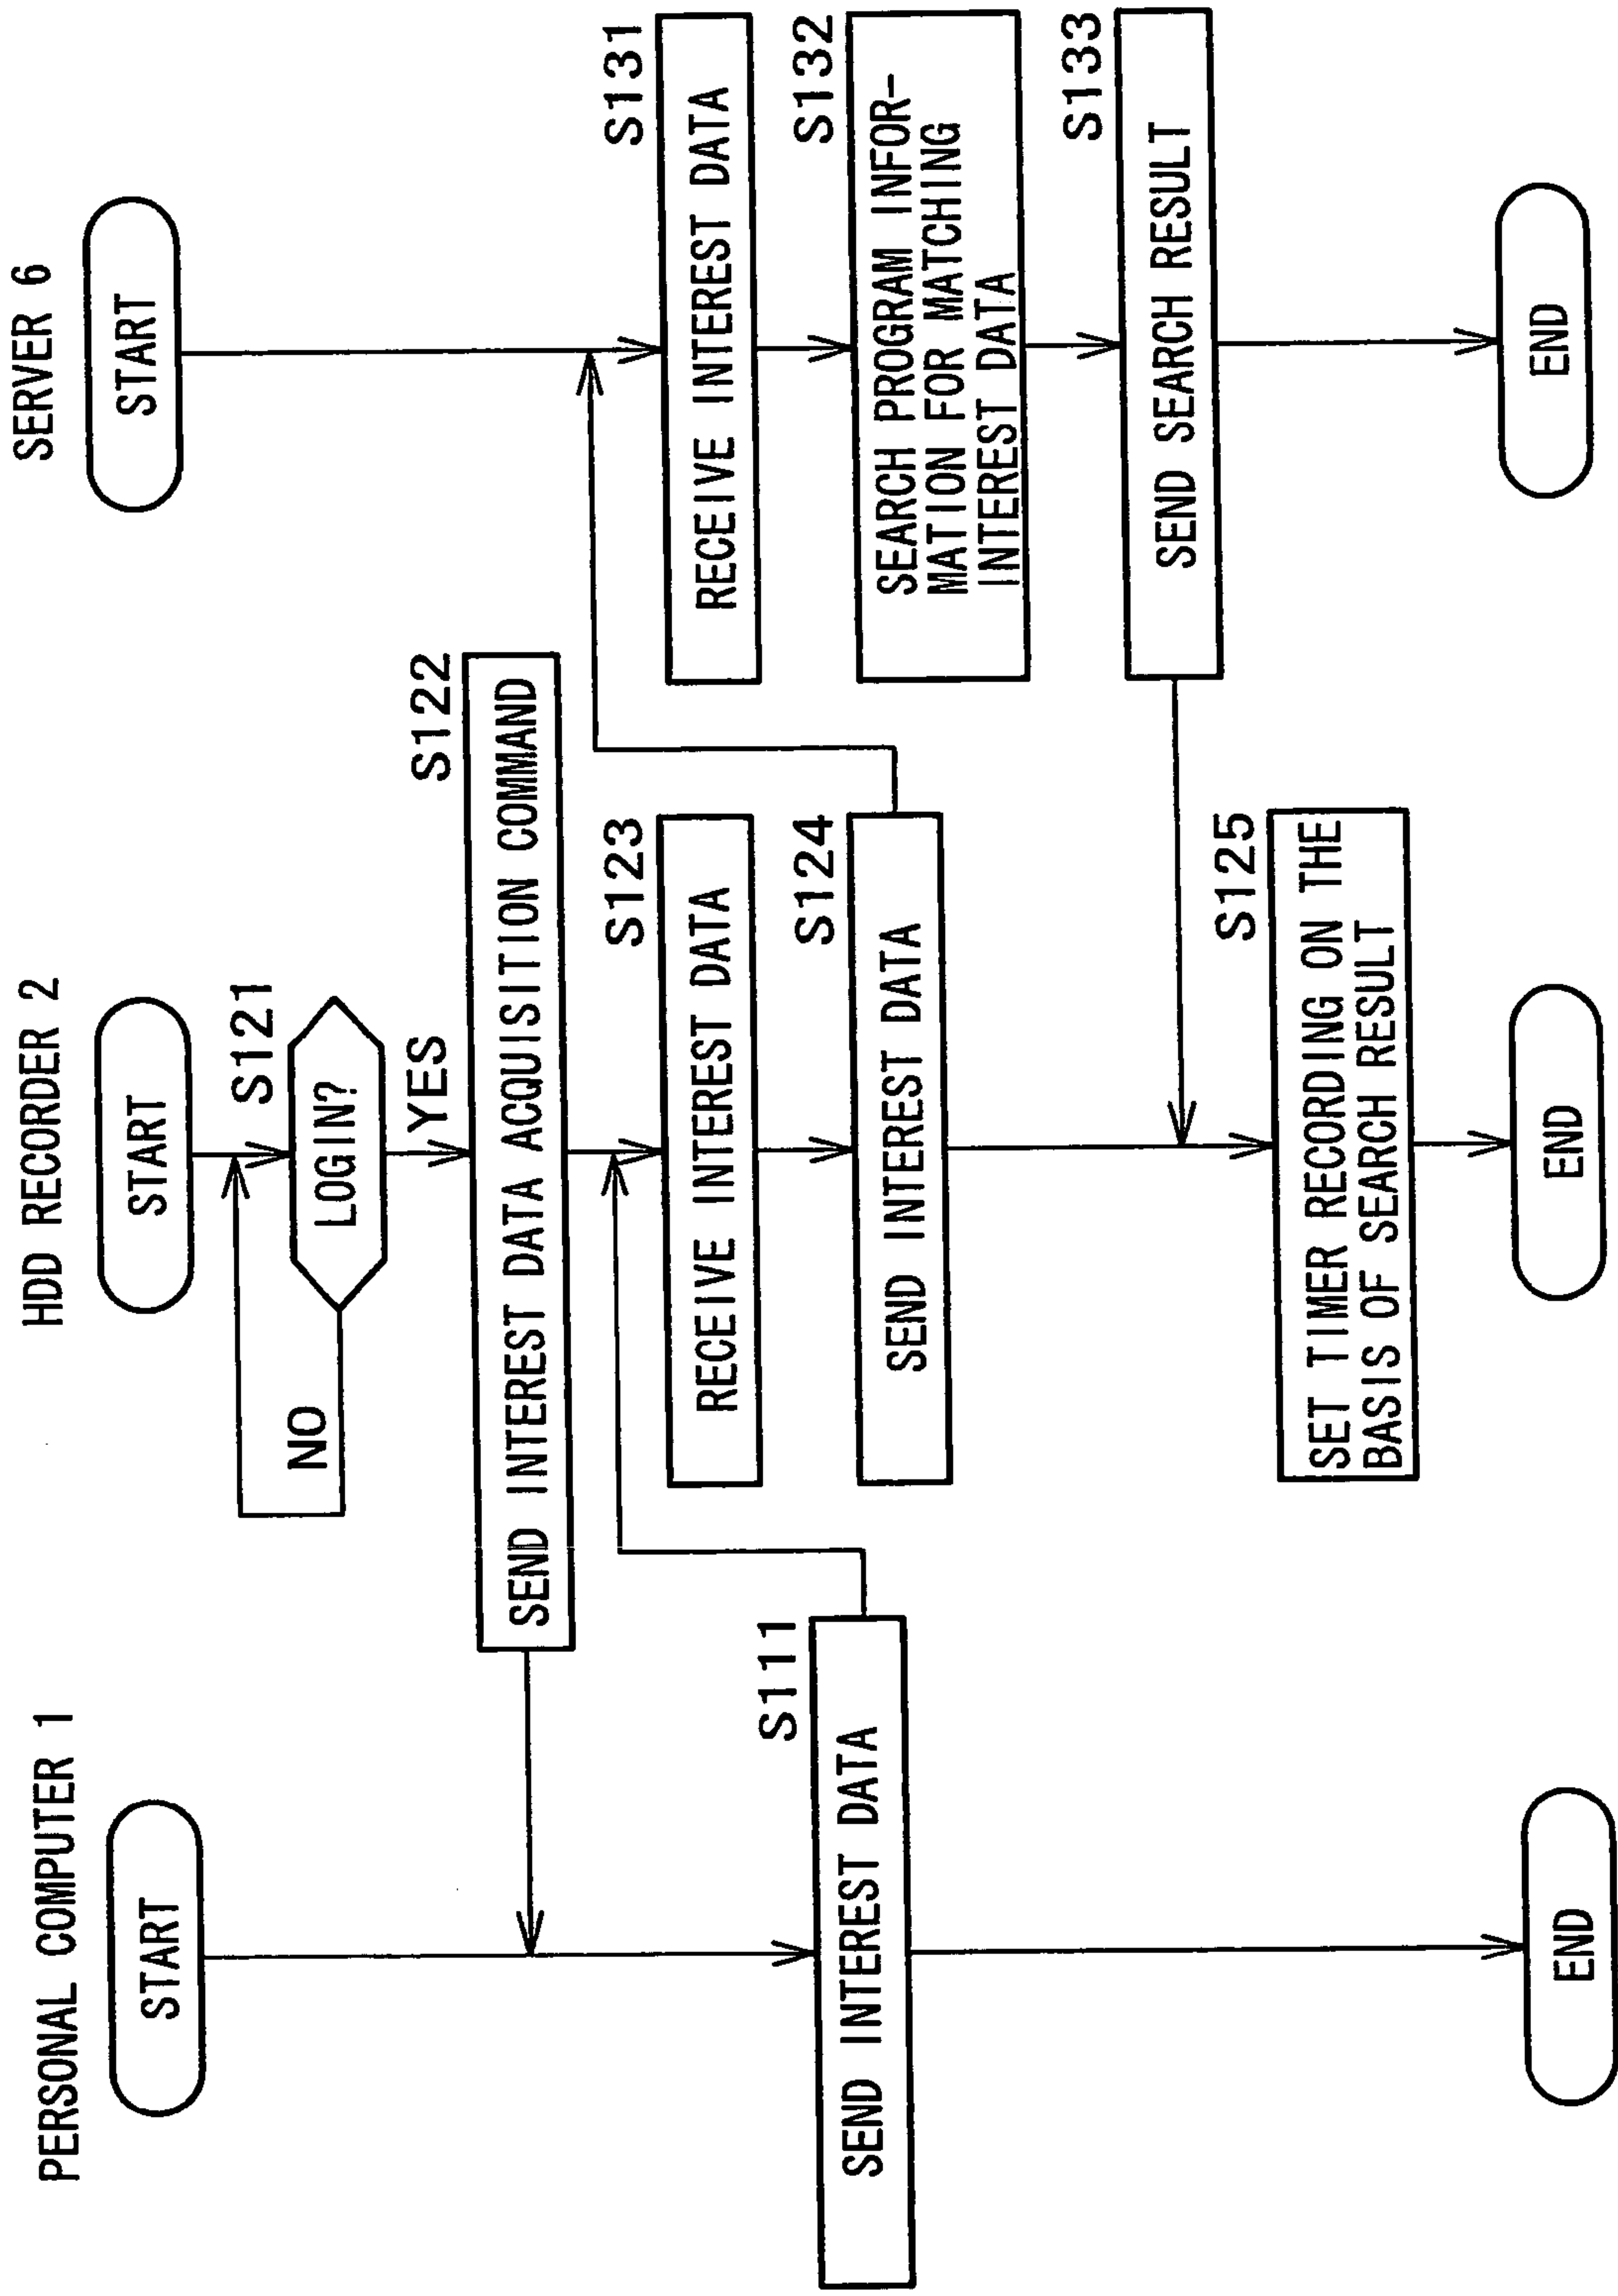 PERSONAL COMPUTER 1
START
S111
SEND INTEREST DATA
END
HDD RECORDER 2
START
S121
LOGIN?
NO
YES
S122
SEND INTEREST DATA ACQUISITION COMMAND
S123
RECEIVE INTEREST DATA
S124
SEND INTEREST DATA
S125
SET TIMER RECORDING ON THE
BASIS OF SEARCH RESULT
END
SERVER 6
START
S131
RECEIVE INTEREST DATA
S132
SEARCH PROGRAM INFOR-
MATION FOR MATCHING
INTEREST DATA
S133
SEND SEARCH RESULT
END